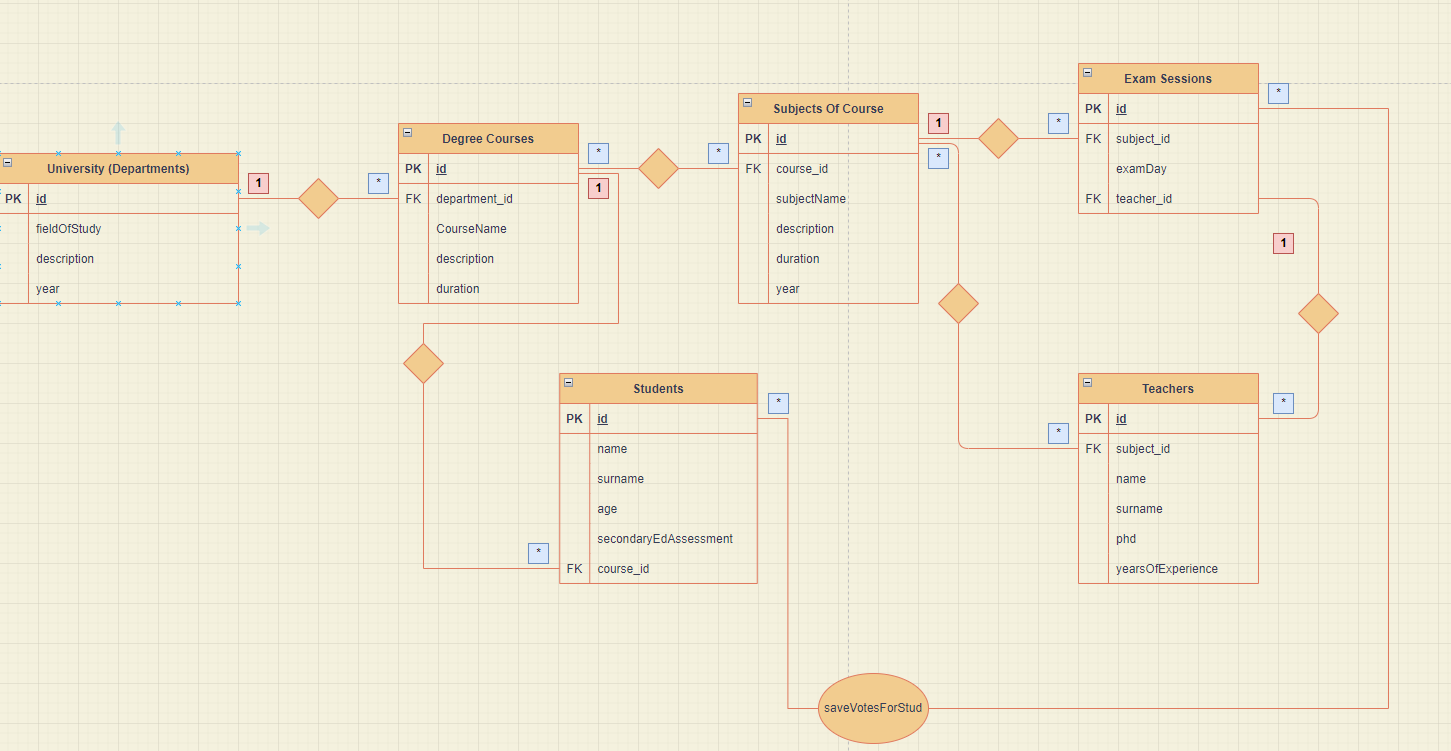 University (Departments)
PK id
fieldOfStudy
description
year
1
*
Degree Courses
PK id
FK department_id
CourseName
description
duration
*
1
*
Subjects Of Course
PK id
FK course_id
subjectName
description
duration
year
1
*
*
Exam Sessions
PK id
FK subject_id
examDay
FK teacher_id
*
1
*
Students
PK id
name
surname
age
secondaryEdAssessment
FK course_id
*
*
Teachers
PK id
FK subject_id
name
surname
phd
yearsOfExperience
*
saveVotesForStud